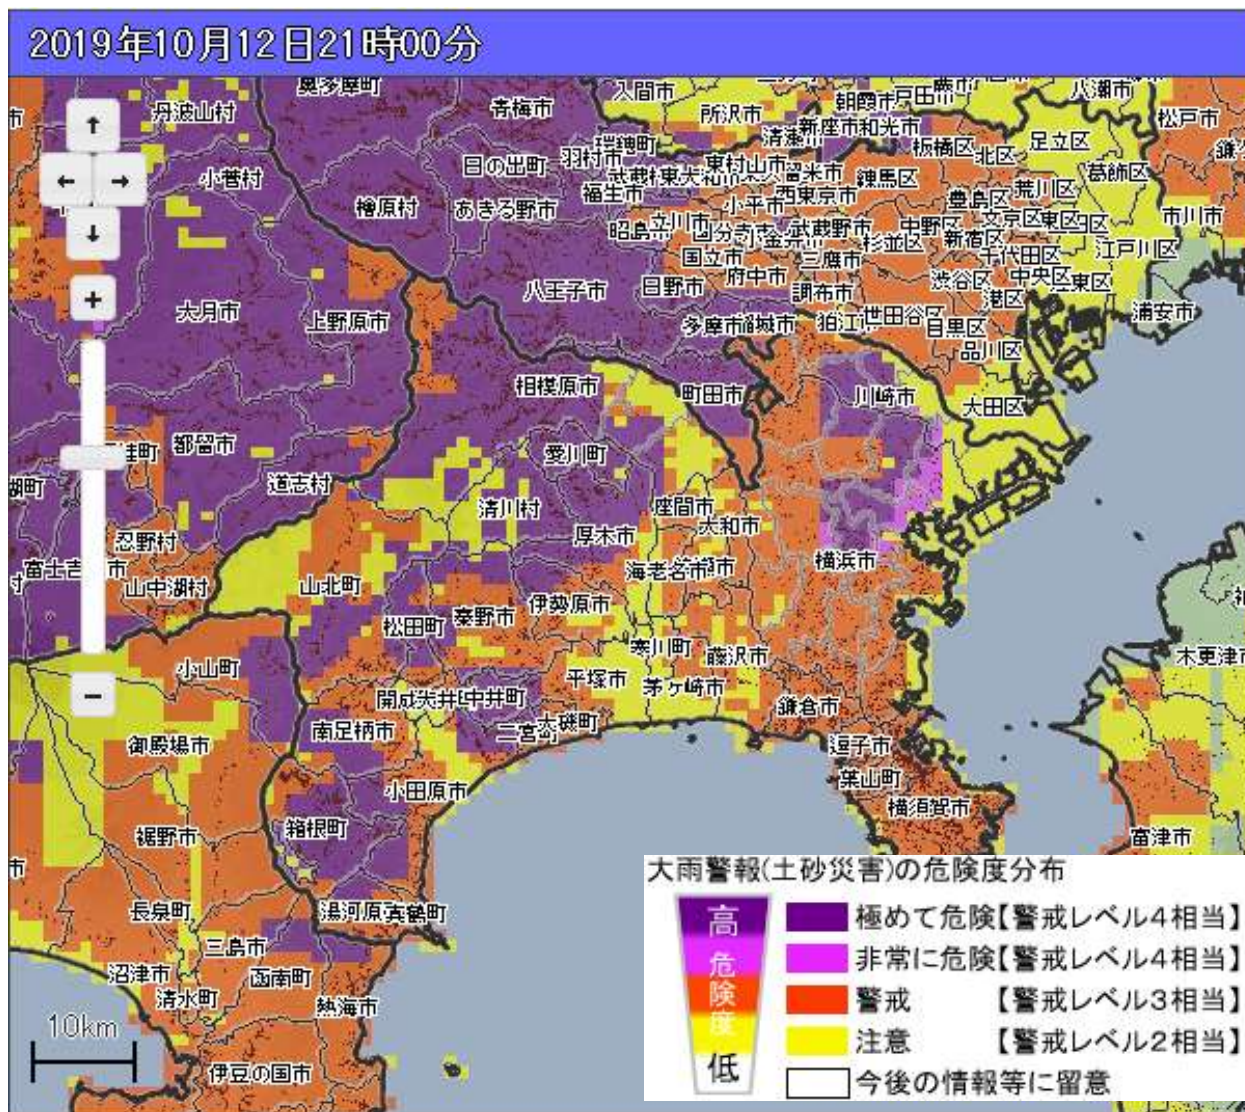 2019年10月12日21時00分
奥多摩町
入間市
戸田市
蕨市
八潮市
丹波山村
青梅市
所沢市
朝霞市
松戸市
瑞穂町
清瀬
新座市
和光市
板橋区
北区
足立区
日の出町
羽村市
東村山市
葛飾区
小菅村
福生市
小平市
西東京市
練馬区
豊島区
荒川区
檜原村
あきる野市
文京区
市川市
昭島市
立川市
武蔵野市
杉並区
中野区
新宿区
江戸川区
国立市
府中市
三鷹市
千代田区
渋谷区
中央区
大月市
上野原市
八王子市
日野市
調布市
世田谷区
港区
浦安市
多摩市
稲城市
狛江
目黒区
品川区
相模原市
町田市
川崎市
大田区
都留市
愛川町
道志村
清川村
座間市
大和市
忍野村
厚木市
横浜市
海老名市
山中湖村
山北町
伊勢原市
秦野市
松田町
寒川町
藤沢市
木更津市
小山町
平塚市
茅ヶ崎市
開成
中井町
鎌倉市
南足柄市
二宮
大磯町
御殿場市
逗子市
葉山町
小田原市
横須賀市
箱根町
裾野市
富津市
長泉町
湯河原
真鶴町
三島市
沼津市
函南町
清水町
熱海市
伊豆の国市
10km
大雨警報(土砂災害)の危険度分布
高
危
険
度
低
極めて危険【警戒レベル4相当】
非常に危険【警戒レベル4相当】
警戒 【警戒レベル3相当】
注意 【警戒レベル2相当】
今後の情報等に留意